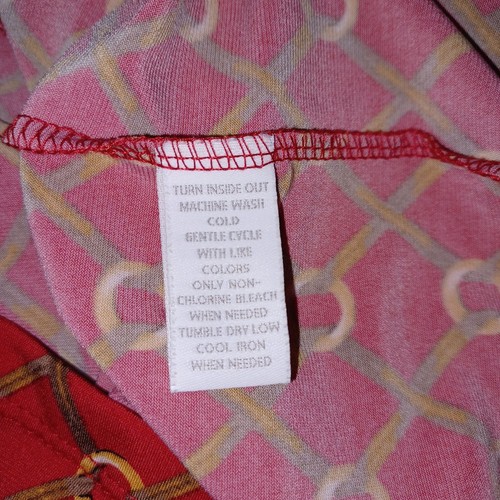 TURN INSIDE OUT
MACHINE WASH
COLD
GENTLE CYCLE
WITH LIKE
COLORS
ONLY NON-
CHLORINE BLEACH
WHEN NEEDED
TUMBLE DRY LOW
COOL IRON
WHEN NEEDED